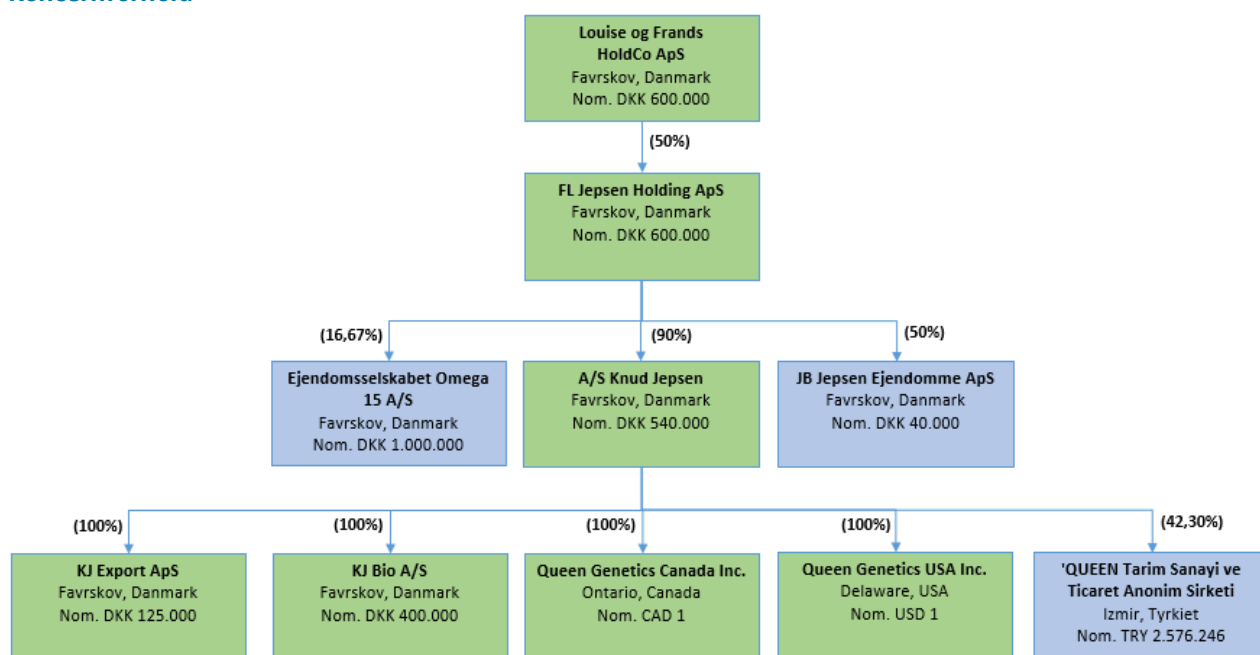 Louise og Frands
HoldCo ApS
Favrskov, Danmark
Nom. DKK 600.000
(50%)
FL Jepsen Holding ApS
Favrskov, Danmark
Nom. DKK 600.000
(16,67%)
(90%)
(50%)
Ejendomsselskabet Omega
15 A/S
Favrskov, Danmark
Nom. DKK 1.000.000
A/S Knud Jepsen
Favrskov, Danmark
Nom. DKK 540.000
JB Jepsen Ejendomme ApS
Favrskov, Danmark
Nom. DKK 40.000
(100%)
(100%)
(100%)
(100%)
(42,30%)
KJ Export ApS
Favrskov, Danmark
Nom. DKK 125.000
KJ Bio A/S
Favrskov, Danmark
Nom. DKK 400.000
Queen Genetics Canada Inc.
Ontario, Canada
Nom. CAD 1
Queen Genetics USA Inc.
Delaware, USA
Nom. USD 1
'QUEEN Tarim Sanayi ve
Ticaret Anonim Sirketi
Izmir, Tyrkiet
Nom. TRY 2.576.246